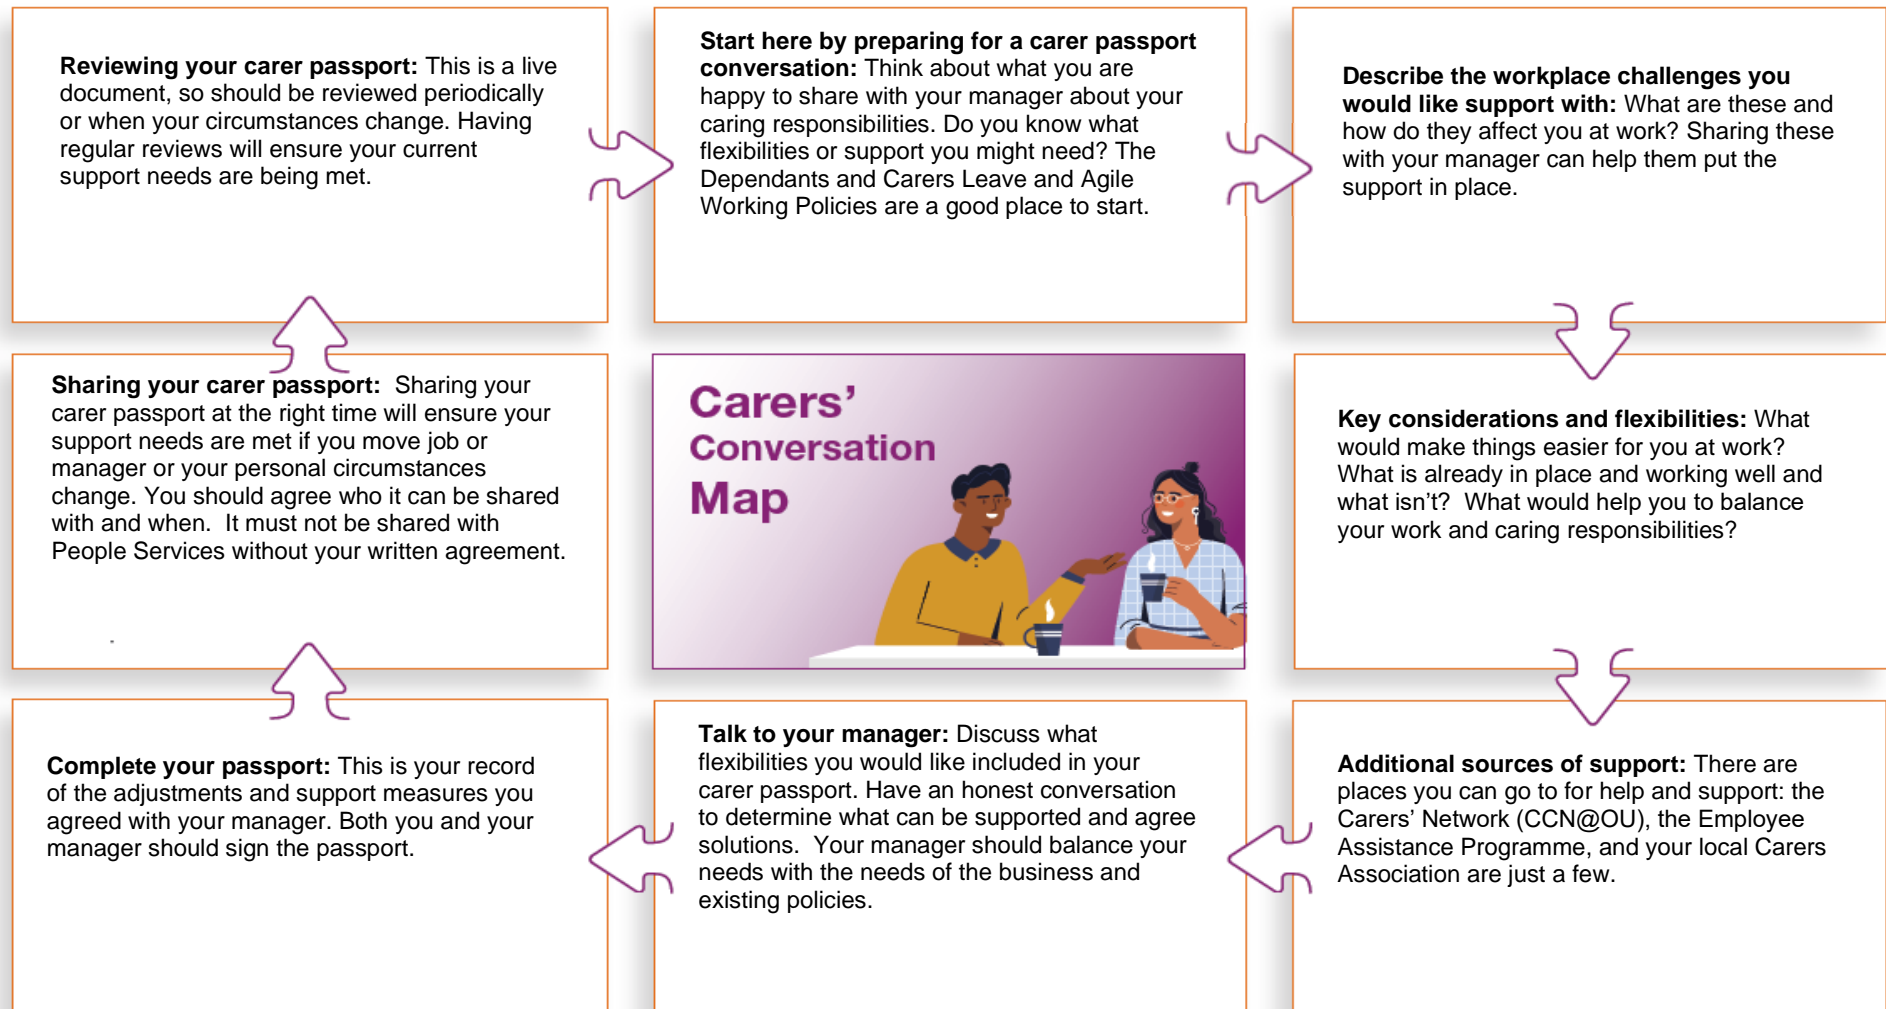 Reviewing your carer passport: This is a live
document, so should be reviewed periodically
or when your circumstances change. Having
regular reviews will ensure your current
support needs are being met.
Start here by preparing for a carer passport
conversation: Think about what you are
happy to share with your manager about your
caring responsibilities. Do you know what
flexibilities or support you might need? The
Dependants and Carers Leave and Agile
Working Policies are a good place to start.
Describe the workplace challenges you
would like support with: What are these and
how do they affect you at work? Sharing these
with your manager can help them put the
support in place.
Sharing your carer passport:  Sharing your
carer passport at the right time will ensure your
support needs are met if you move job or
manager or your personal circumstances
change. You should agree who it can be shared
with and when.  It must not be shared with
People Services without your written agreement.
.
Carers’
Conversation
Map
Key considerations and flexibilities: What
would make things easier for you at work?
What is already in place and working well and
what isn’t?  What would help you to balance
your work and caring responsibilities?
Complete your passport: This is your record
of the adjustments and support measures you
agreed with your manager. Both you and your
manager should sign the passport.
Talk to your manager: Discuss what
flexibilities you would like included in your
carer passport. Have an honest conversation
to determine what can be supported and agree
solutions.  Your manager should balance your
needs with the needs of the business and
existing policies.
Additional sources of support: There are
places you can go to for help and support: the
Carers’ Network (CCN@OU), the Employee
Assistance Programme, and your local Carers
Association are just a few.